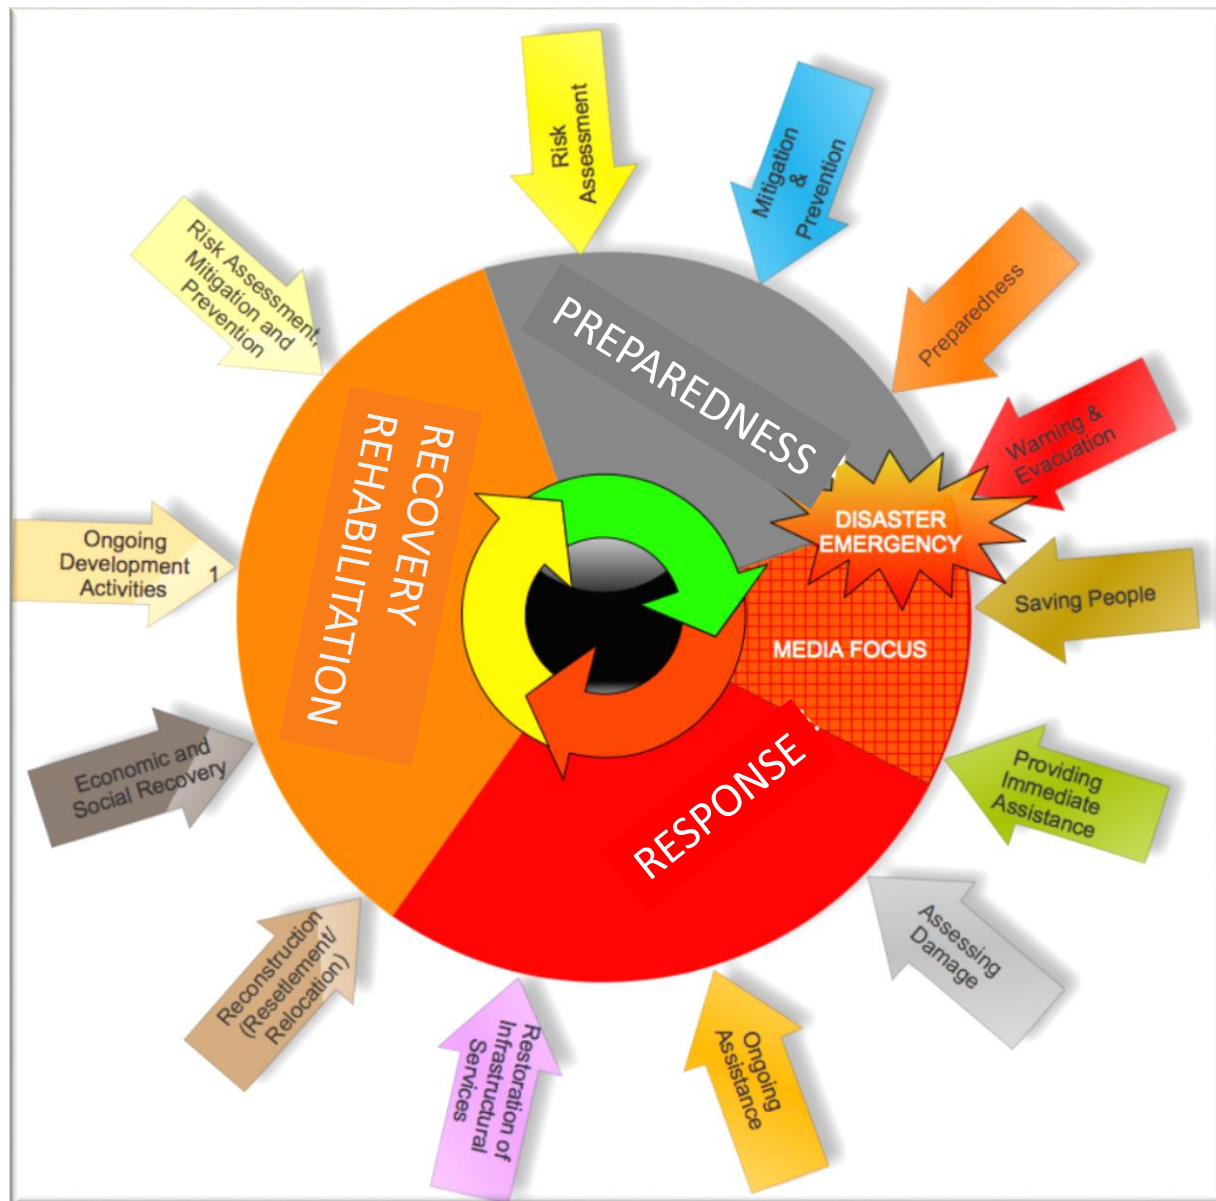 Risk
Assessment
Mitigation
&
Prevention
Preparedness
Warning &
Evacuation
Saving People
Providing
Immediate
Assistance
Assessing
Damage
Ongoing
Assistance
Restoration of
Infrastructural
Services
Reconstruction
(Resetlement/
Relocation)
Economic and
Social Recovery
Ongoing
Development
Activities 1
Risk Assessment,
Mitigation and
Prevention
PREPAREDNESS
DISASTER
EMERGENCY
MEDIA FOCUS
RESPONSE
RECOVERY
REHABILITATION